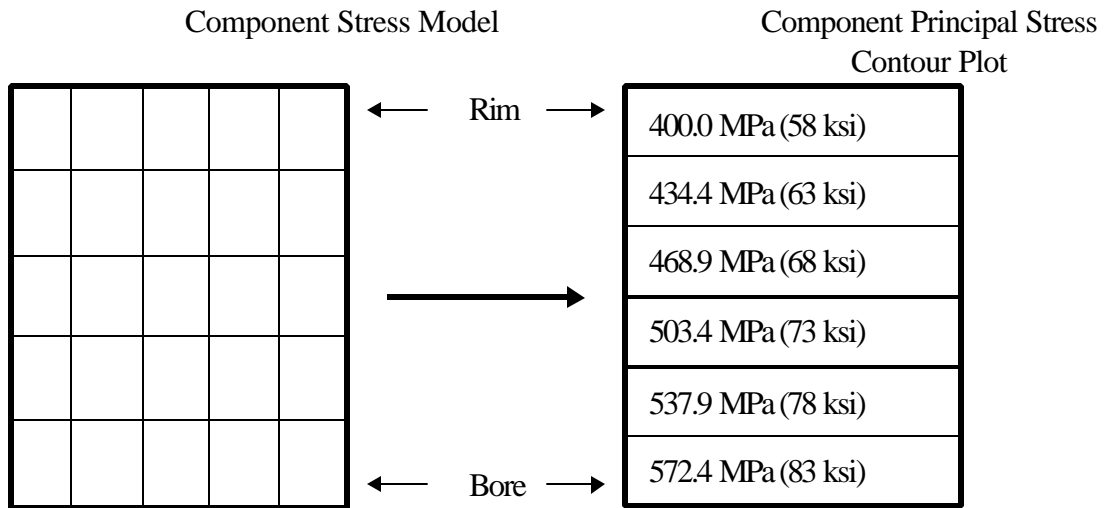 Component Stress Model
Component Principal Stress
Contour Plot
Rim
400.0 MPa (58 ksi)
434.4 MPa (63 ksi)
468.9 MPa (68 ksi)
503.4 MPa (73 ksi)
537.9 MPa (78 ksi)
Bore
572.4 MPa (83 ksi)